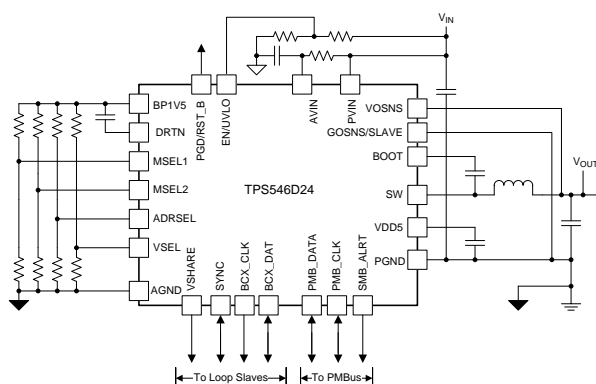 VIN
PGD/RST_B
EN/UVLO
AVIN
PVIN
BP1V5
DRTN
MSEL1
MSEL2
ADRSEL
VSEL
AGND
TPS546D24
VOSNS
GOSNS/SLAVE
BOOT
SW
VDD5
PGND
VOUT
VSHARE
SYNC
BCX_CLK
BCX_DAT
PMB_DATA
PMB_CLK
SMB_ALRT
To Loop Slaves
To PMBus